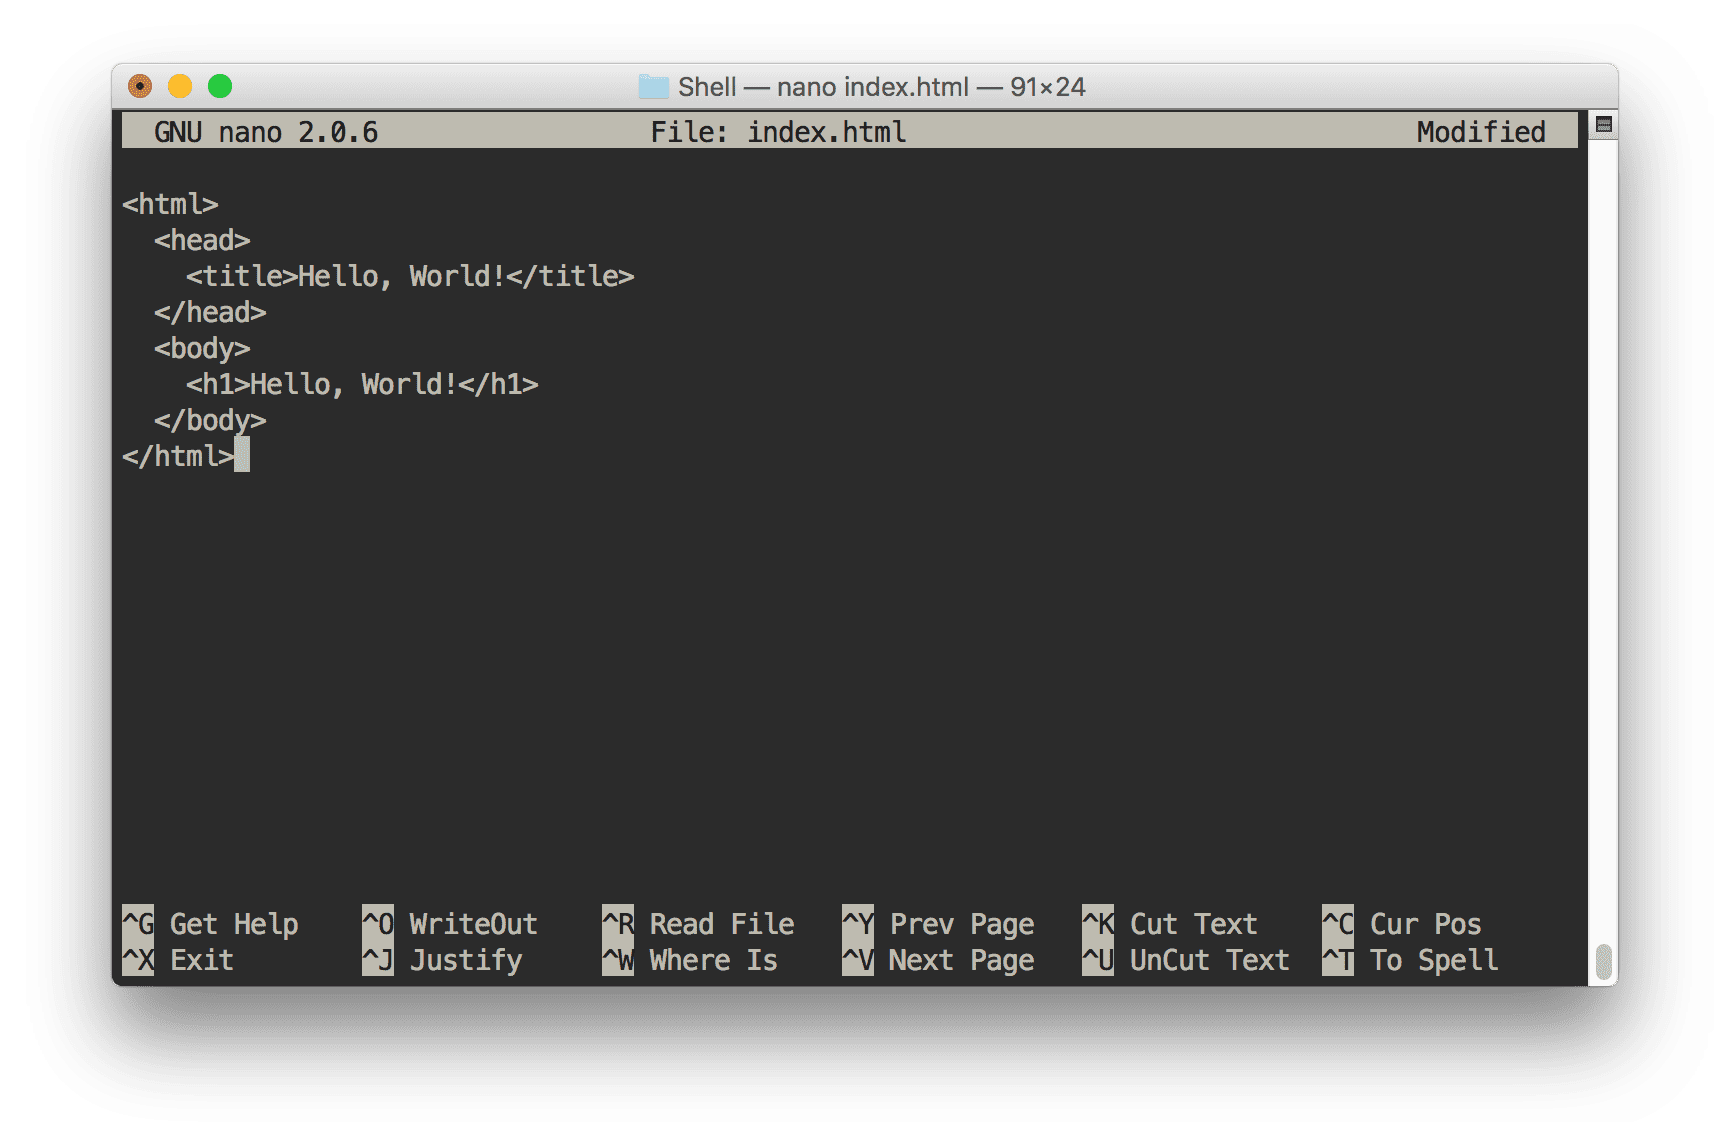 Shell — nano index.html — 91×24
GNU nano 2.0.6 File: index.html Modified
<html>
  <head>
    <title>Hello, World!</title>
  </head>
  <body>
    <h1>Hello, World!</h1>
  </body>
</html>
^G Get Help ^O WriteOut ^R Read File ^Y Prev Page ^K Cut Text ^C Cur Pos
^X Exit ^J Justify ^W Where Is ^V Next Page ^U UnCut Text ^T To Spell